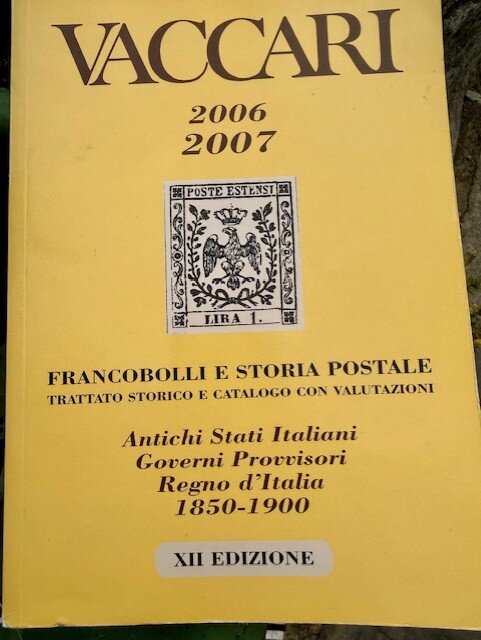 VACCARI
2006
2007
POSTE ESTENSI
LIRA 1.
FRANCOBOLLI E STORIA POSTALE
TRATTATO STORICO E CATALOGO CON VALUTAZIONI
Antichi Stati Italiani
Governi Provvisori
Regno d'Italia
1850-1900
XII EDIZIONE